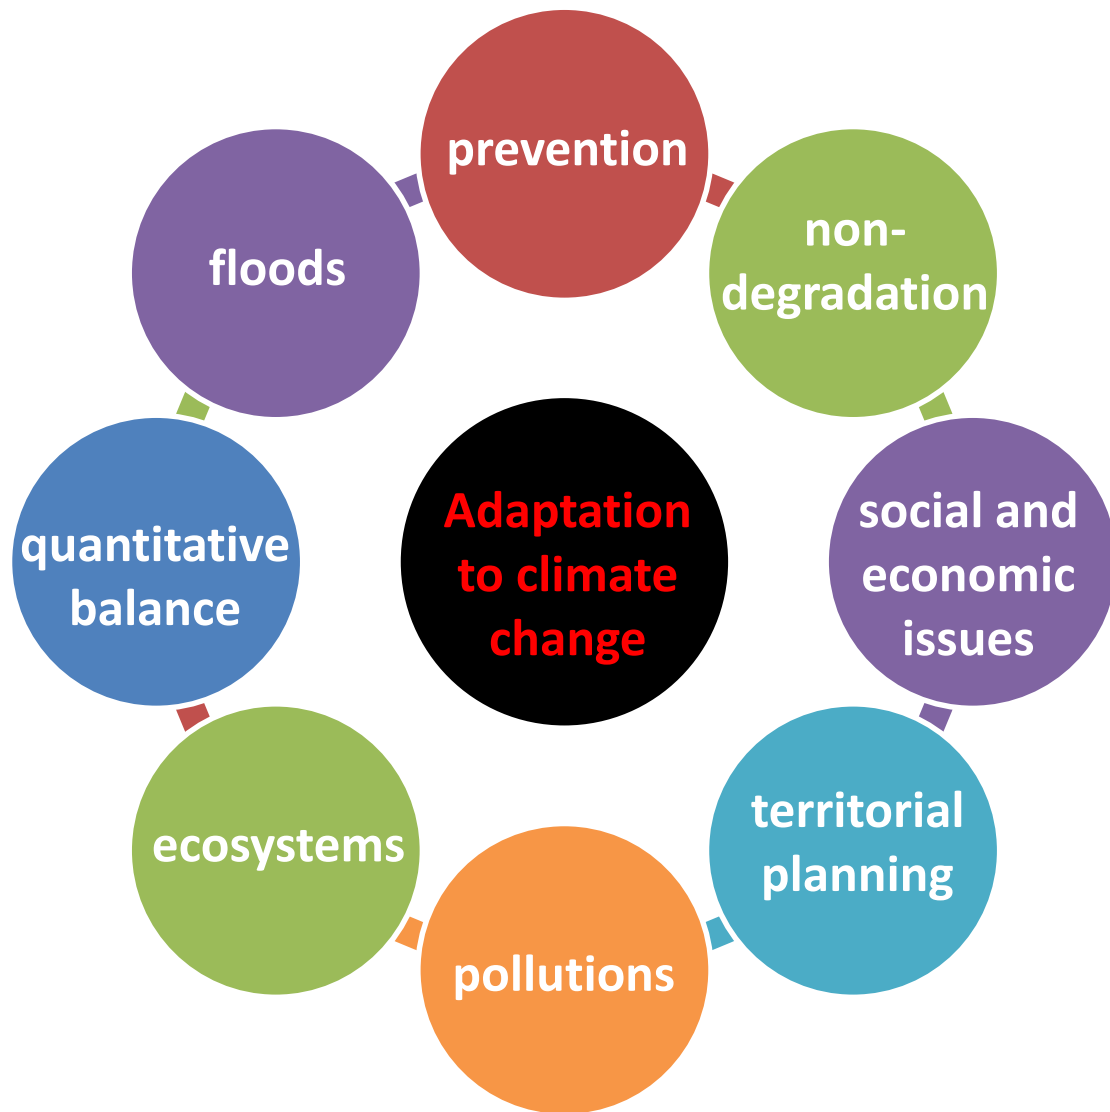 prevention
non-
degradation
social and
economic
issues
territorial
planning
pollutions
ecosystems
quantitative
balance
floods
Adaptation
to climate
change